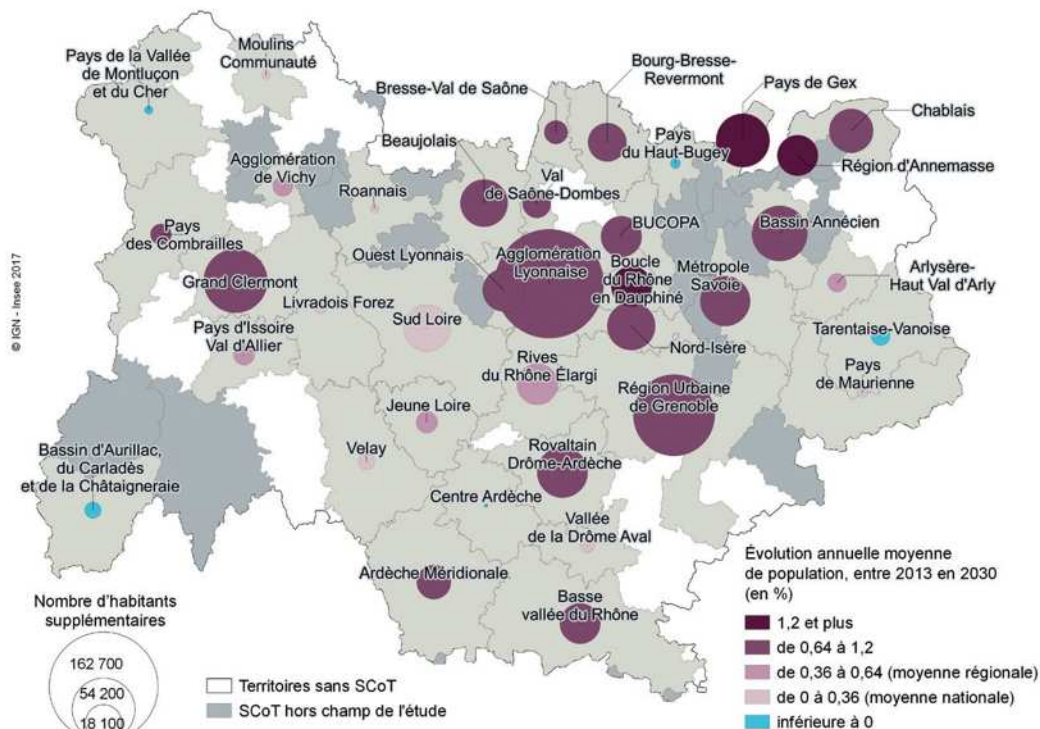 Pays de la Vallée
de Montluçon
et du Cher
Moulins
Communauté
Bourg-Bresse-
Revermont
Bresse-Val de Saône
Pays de Gex
Chablais
Beaujolais
Pays
du Haut-Bugey
Région d'Annemasse
Agglomération
de Vichy
Roannais
Val
de Saône-Dombes
Pays
des Combrailles
BUCOPA
Bassin Annécien
Ouest Lyonnais
Agglomération
Lyonnaise
Boucle
du Rhône
en Dauphiné
Métropole
Savoie
Arlysère-
Haut Val d'Arly
Grand Clermont
Livradois Forez
Sud Loire
Tarentaise-Vanoise
Pays d'Issoire
Val d'Allier
Nord-Isère
Pays
de Maurienne
Rives
du Rhône Élargi
Région Urbaine
de Grenoble
Jeune Loire
Bassin d'Aurillac,
du Carladès
et de la Châtaigneraie
Velay
Rovaltain
Drôme-Ardèche
Centre Ardèche
Vallée
de la Drôme Aval
Ardèche Méridionale
Basse
vallée du Rhône
© IGN - Insee 2017
Nombre d'habitants
supplémentaires
162 700
54 200
18 100
Territoires sans SCoT
SCoT hors champ de l'étude
Évolution annuelle moyenne
de population, entre 2013 en 2030
(en %)
1,2 et plus
de 0,64 à 1,2
de 0,36 à 0,64 (moyenne régionale)
de 0 à 0,36 (moyenne nationale)
inférieure à 0